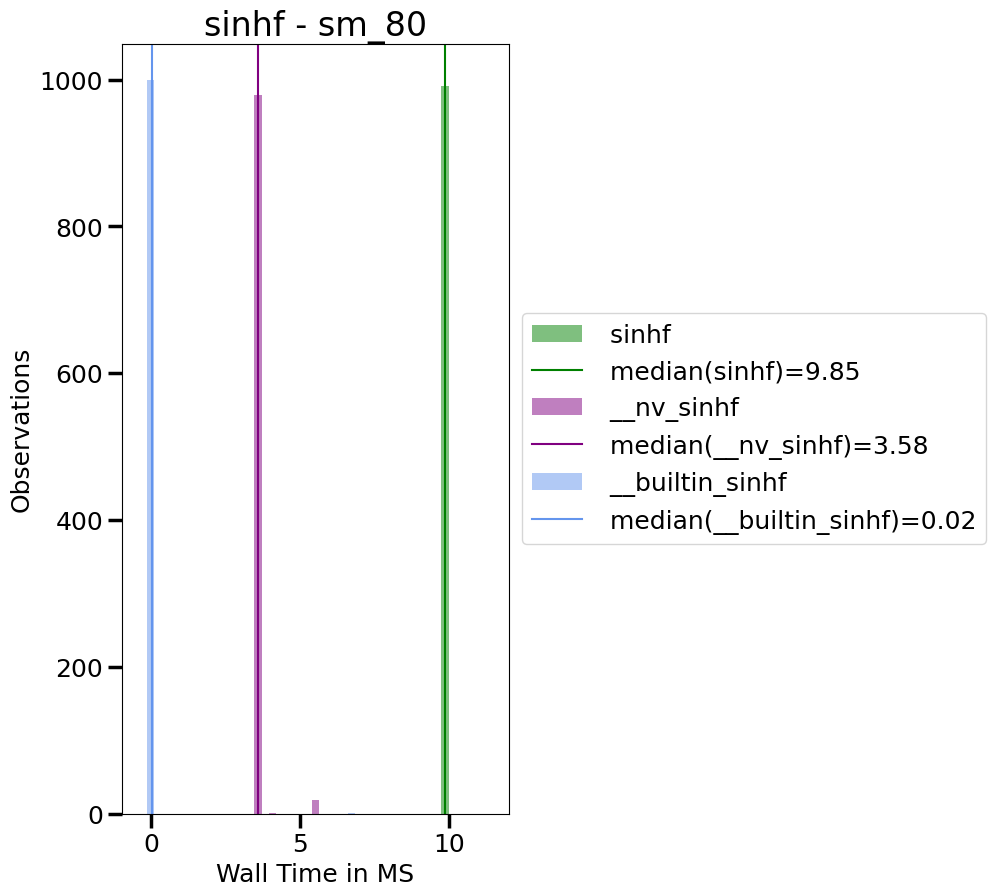 sinhf - sm_80
1000
800
600
400
200
0
Observations
0 5 10
Wall Time in MS
sinhf
median(sinhf)=9.85
__nv_sinhf
median(__nv_sinhf)=3.58
__builtin_sinhf
median(__builtin_sinhf)=0.02